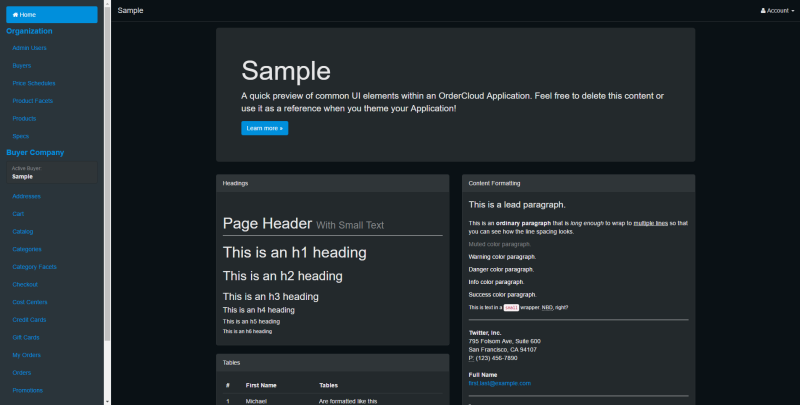 Home
Organization
Admin Users
Buyers
Price Schedules
Product Facets
Products
Specs
Buyer Company
Active Buyer
Sample
Addresses
Cart
Catalog
Categories
Category Facets
Checkout
Cost Centers
Credit Cards
Gift Cards
My Orders
Orders
Promotions
Sample
Account
Sample
A quick preview of common UI elements within an OrderCloud Application. Feel free to delete this content or
use it as a reference when you theme your Application!
Learn more »
Headings
Page Header With Small Text
This is an h1 heading
This is an h2 heading
This is an h3 heading
This is an h4 heading
This is an h5 heading
This is an h6 heading
Tables
# First Name Tables
1 Michael Are formatted like this
Content Formatting
This is a lead paragraph.
This is an ordinary paragraph that is long enough to wrap to multiple lines so that
you can see how the line spacing looks.
Muted color paragraph.
Warning color paragraph.
Danger color paragraph.
Info color paragraph.
Success color paragraph.
This is text in a small wrapper. NBD, right?
Twitter, Inc.
795 Folsom Ave, Suite 600
San Francisco, CA 94107
P: (123) 456-7890
Full Name
first.last@example.com